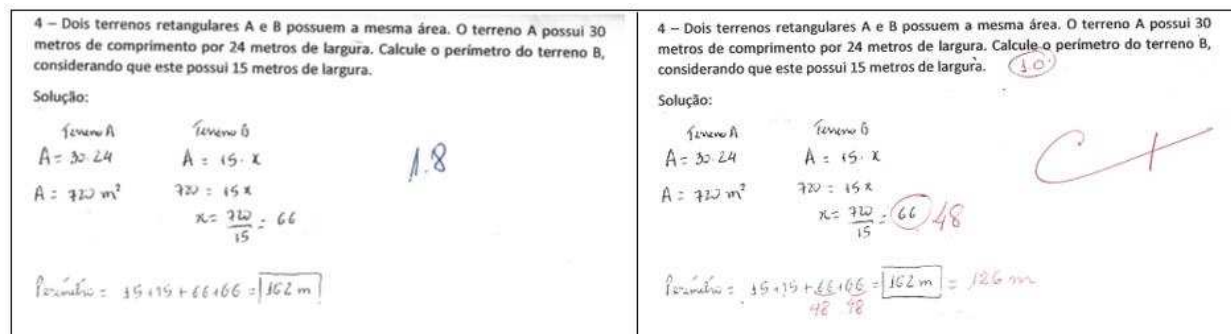 4 – Dois terrenos retangulares A e B possuem a mesma área. O terreno A possui 30
metros de comprimento por 24 metros de largura. Calcule o perímetro do terreno B,
considerando que este possui 15 metros de largura.
Solução:
Terreno A Terreno B
A = 30.24 A = 15. x
A = 720 m² 720 = 15x
x = 720/15 = 66
1.8
Perímetro = 15+15+66+66 = 162 m
4 – Dois terrenos retangulares A e B possuem a mesma área. O terreno A possui 30
metros de comprimento por 24 metros de largura. Calcule o perímetro do terreno B,
considerando que este possui 15 metros de largura. 1.0
Solução:
Terreno A Terreno B
A = 30.24 A = 15. x
A = 720 m² 720 = 15x
x = 720/15 = 66 48
C +
Perímetro = 15+15+66+66 = 162 m = 126 m
48 48